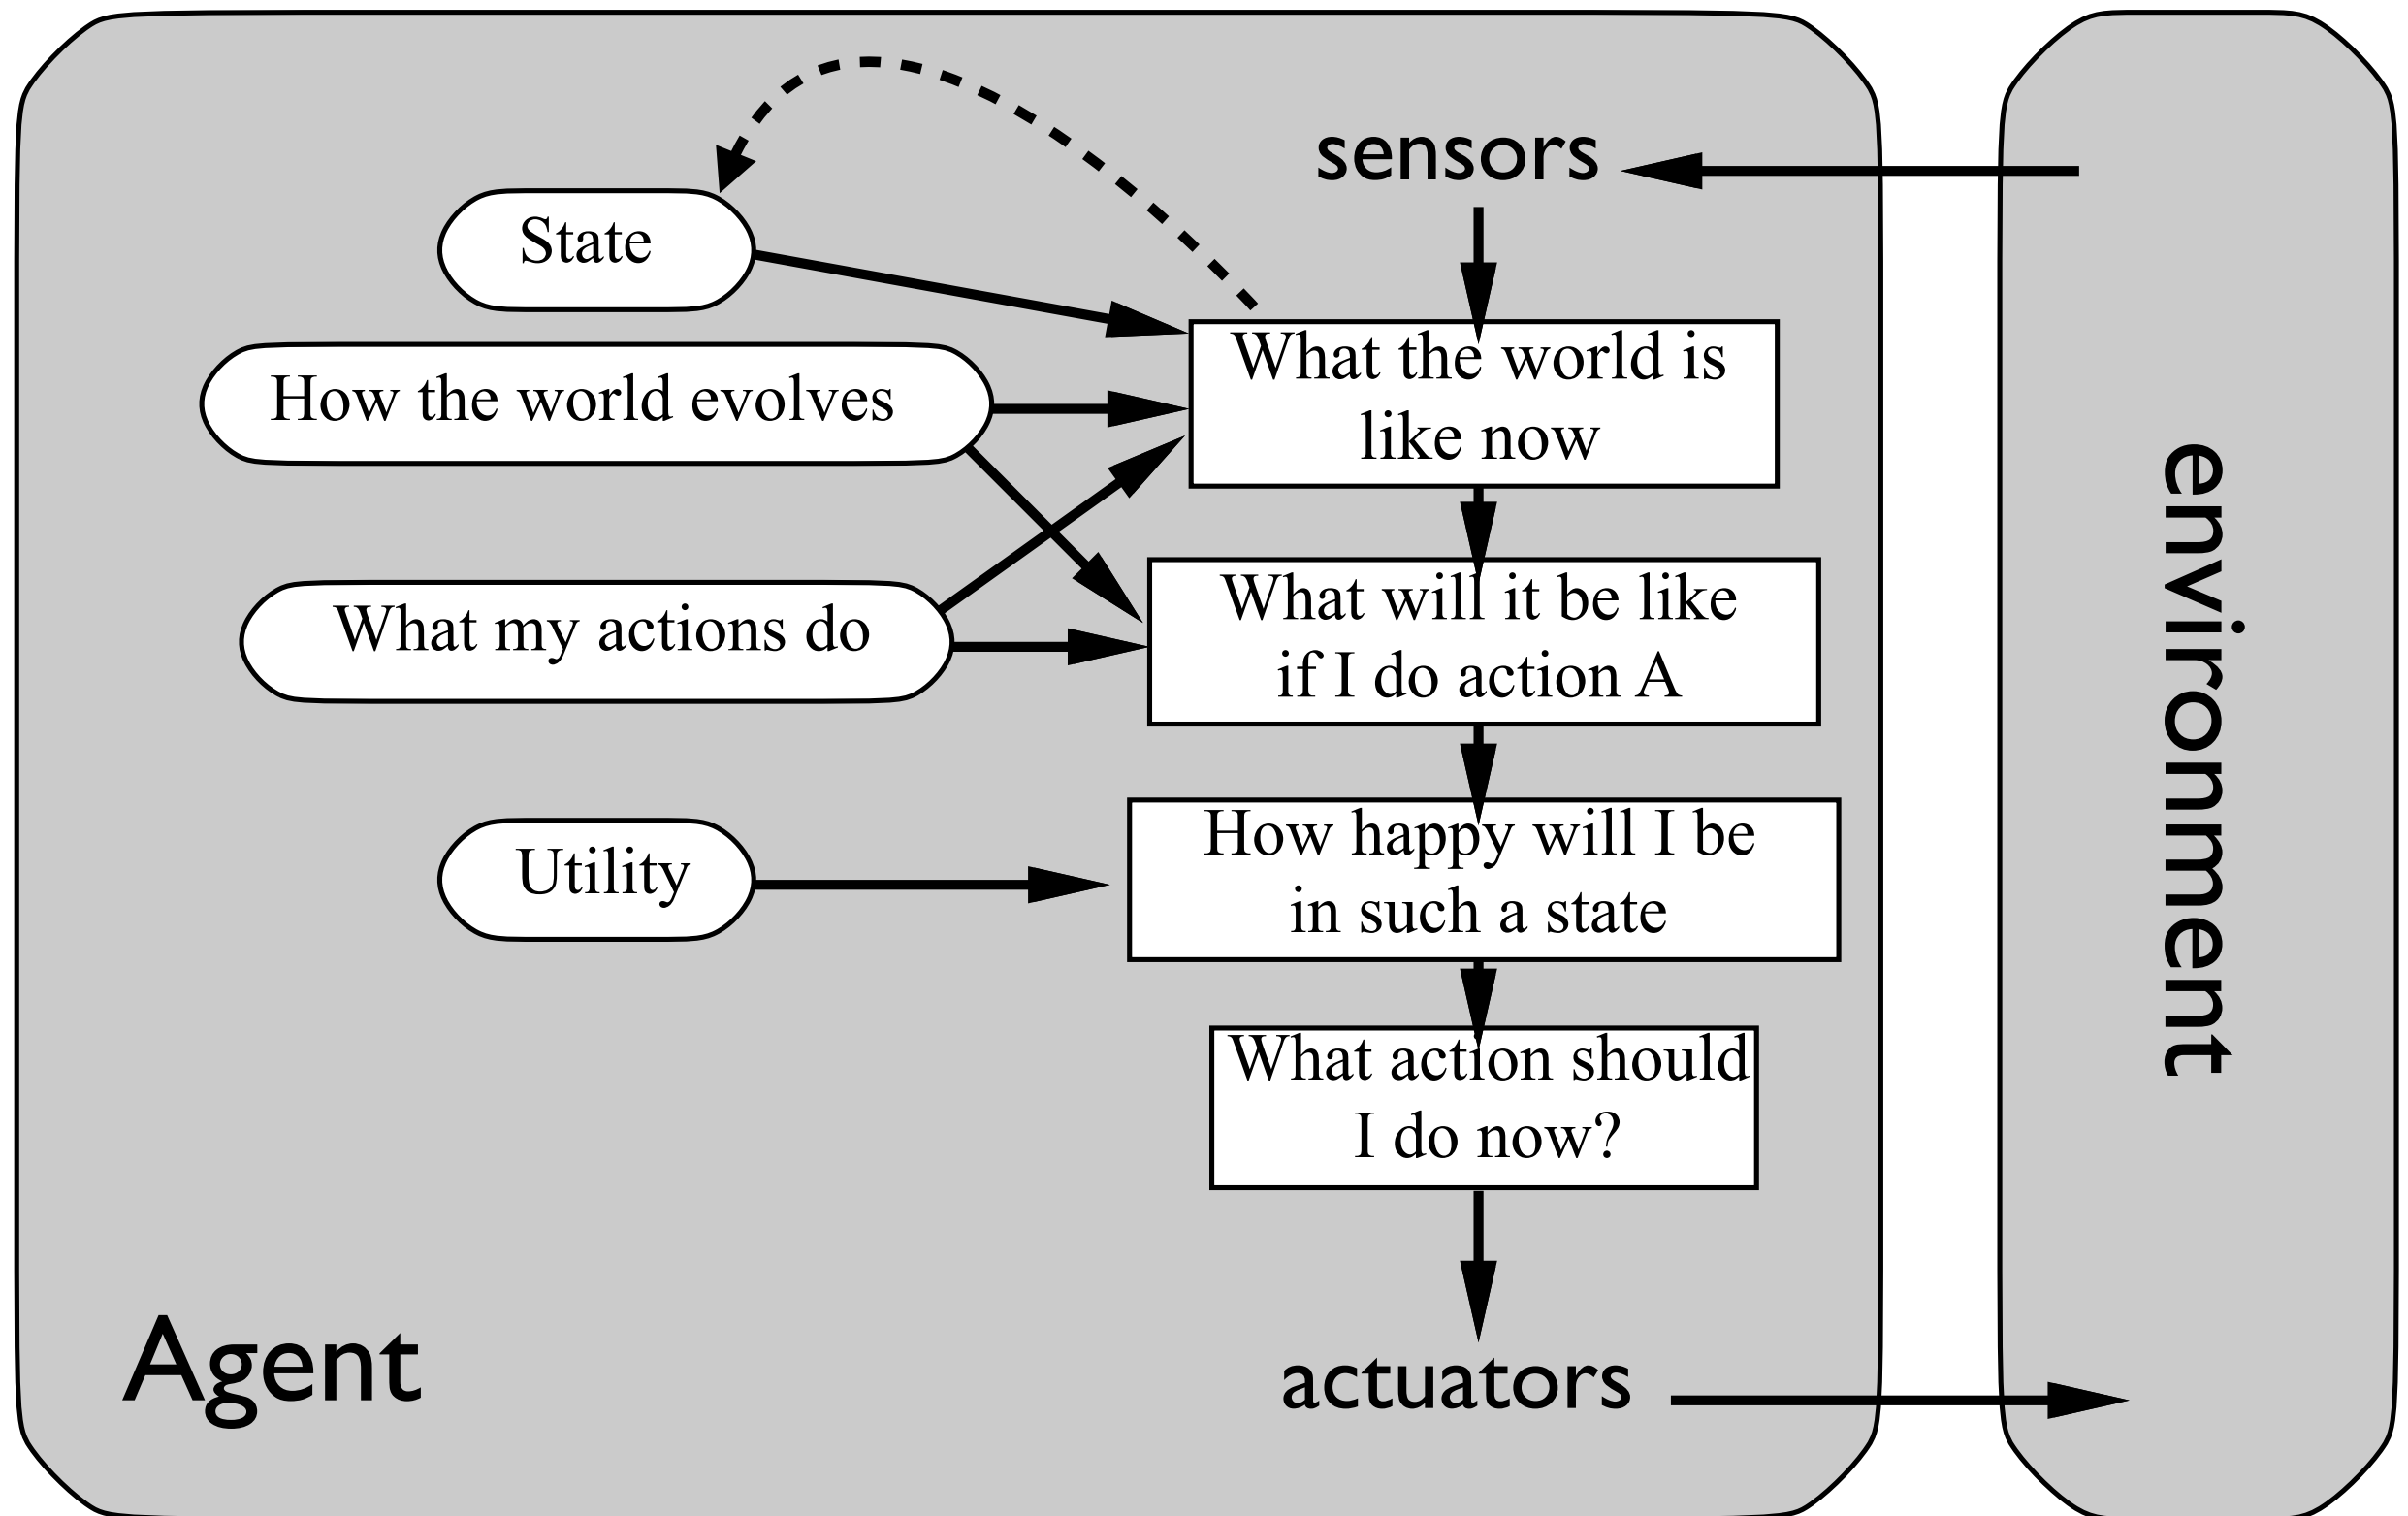 sensors
State
What the world is
like now
How the world evolves
What my actions do
What will it be like
if I do action A
Utility
How happy will I be
in such a state
What action should
I do now?
Agent
actuators
environment